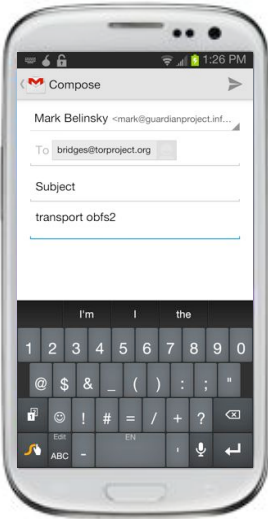 1:26 PM
Compose
Mark Belinsky <mark@guardianproject.inf...
To bridges@torproject.org
Subject
transport obfs2
I'm I the
1 2 3 4 5 6 7 8 9 0
@ $ & _ ( ) : ; "
! # = / + ?
Edit EN
ABC - '